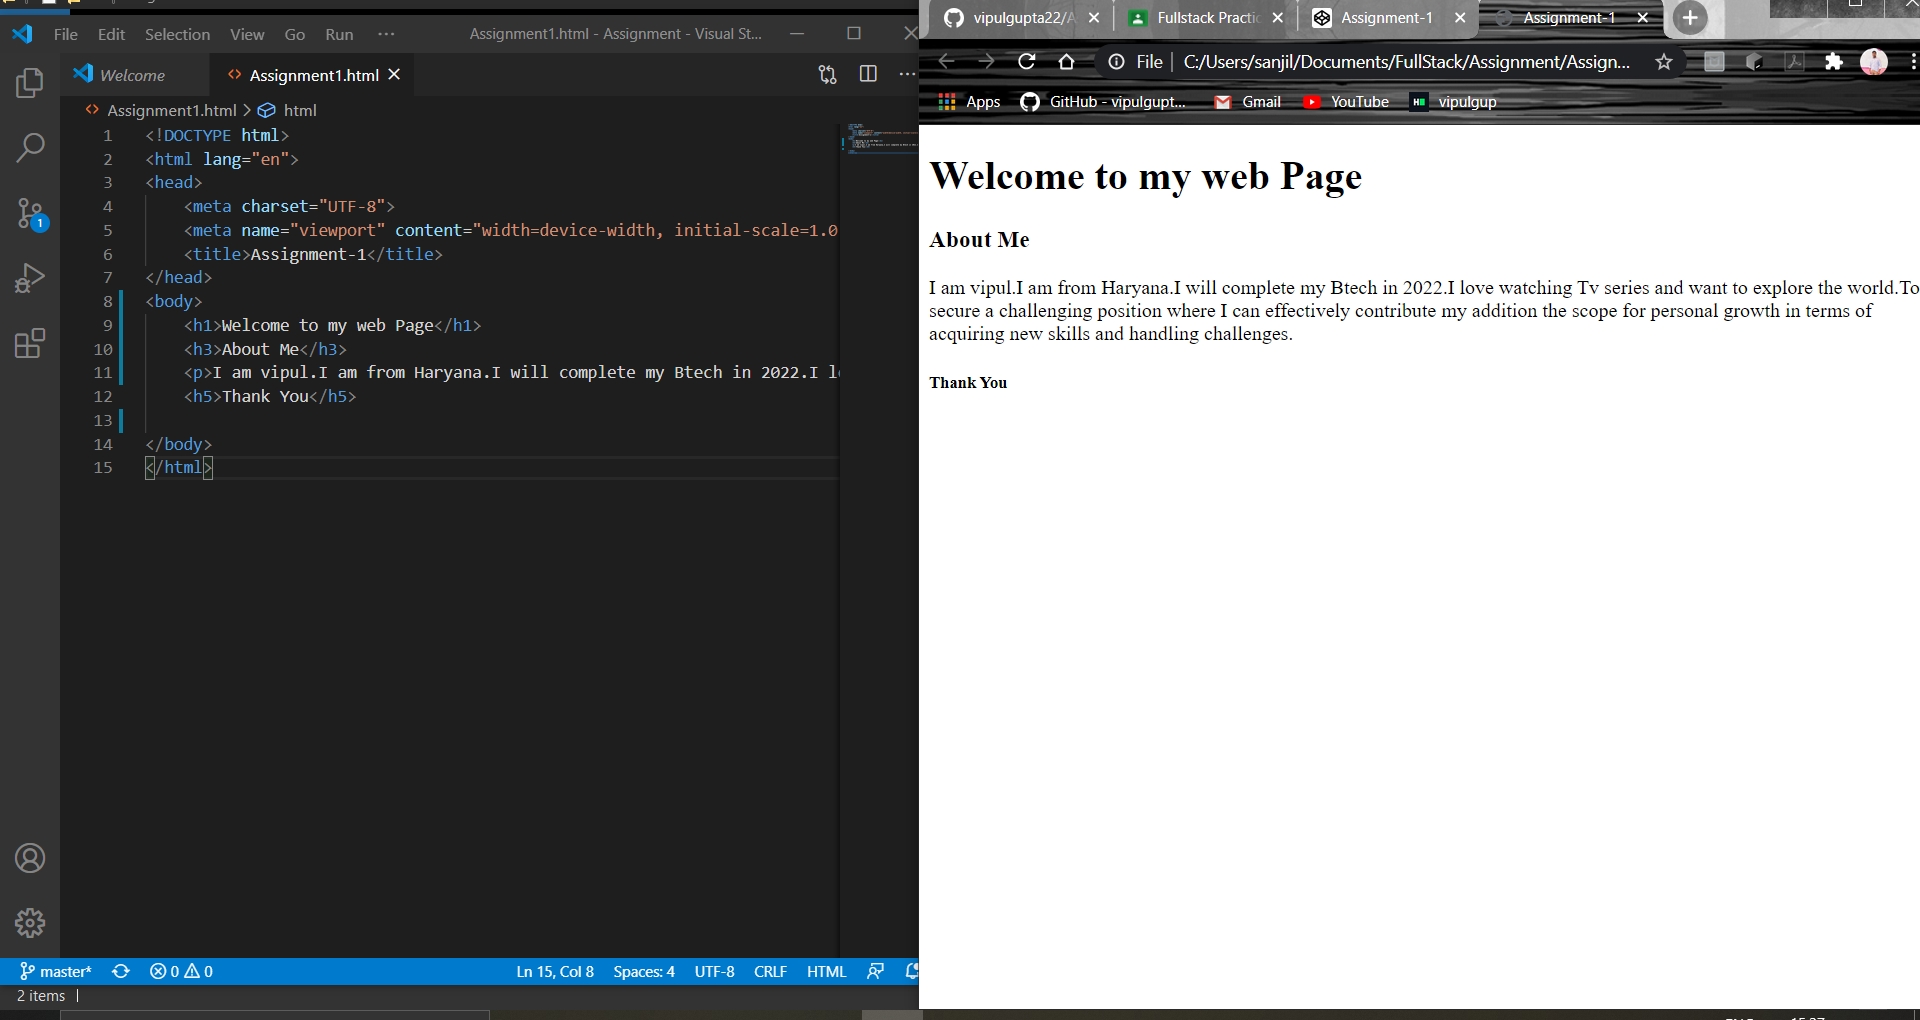 File Edit Selection View Go Run ··· Assignment1.html - Assignment - Visual St...
Welcome Assignment1.html
Assignment1.html > html
1 <!DOCTYPE html>
2 <html lang="en">
3 <head>
4 <meta charset="UTF-8">
5 <meta name="viewport" content="width=device-width, initial-scale=1.0
6 <title>Assignment-1</title>
7 </head>
8 <body>
9 <h1>Welcome to my web Page</h1>
10 <h3>About Me</h3>
11 <p>I am vipul.I am from Haryana.I will complete my Btech in 2022.I l
12 <h5>Thank You</h5>
13
14 </body>
15 </html>
1
master* 0 0 Ln 15, Col 8 Spaces: 4 UTF-8 CRLF HTML
2 items
vipulgupta22/A Fullstack Practic Assignment-1 Assignment-1
File C:/Users/sanjil/Documents/FullStack/Assignment/Assign...
Apps GitHub - vipulgupt... Gmail YouTube vipulgup
Welcome to my web Page
About Me
I am vipul.I am from Haryana.I will complete my Btech in 2022.I love watching Tv series and want to explore the world.To
secure a challenging position where I can effectively contribute my addition the scope for personal growth in terms of
acquiring new skills and handling challenges.
Thank You